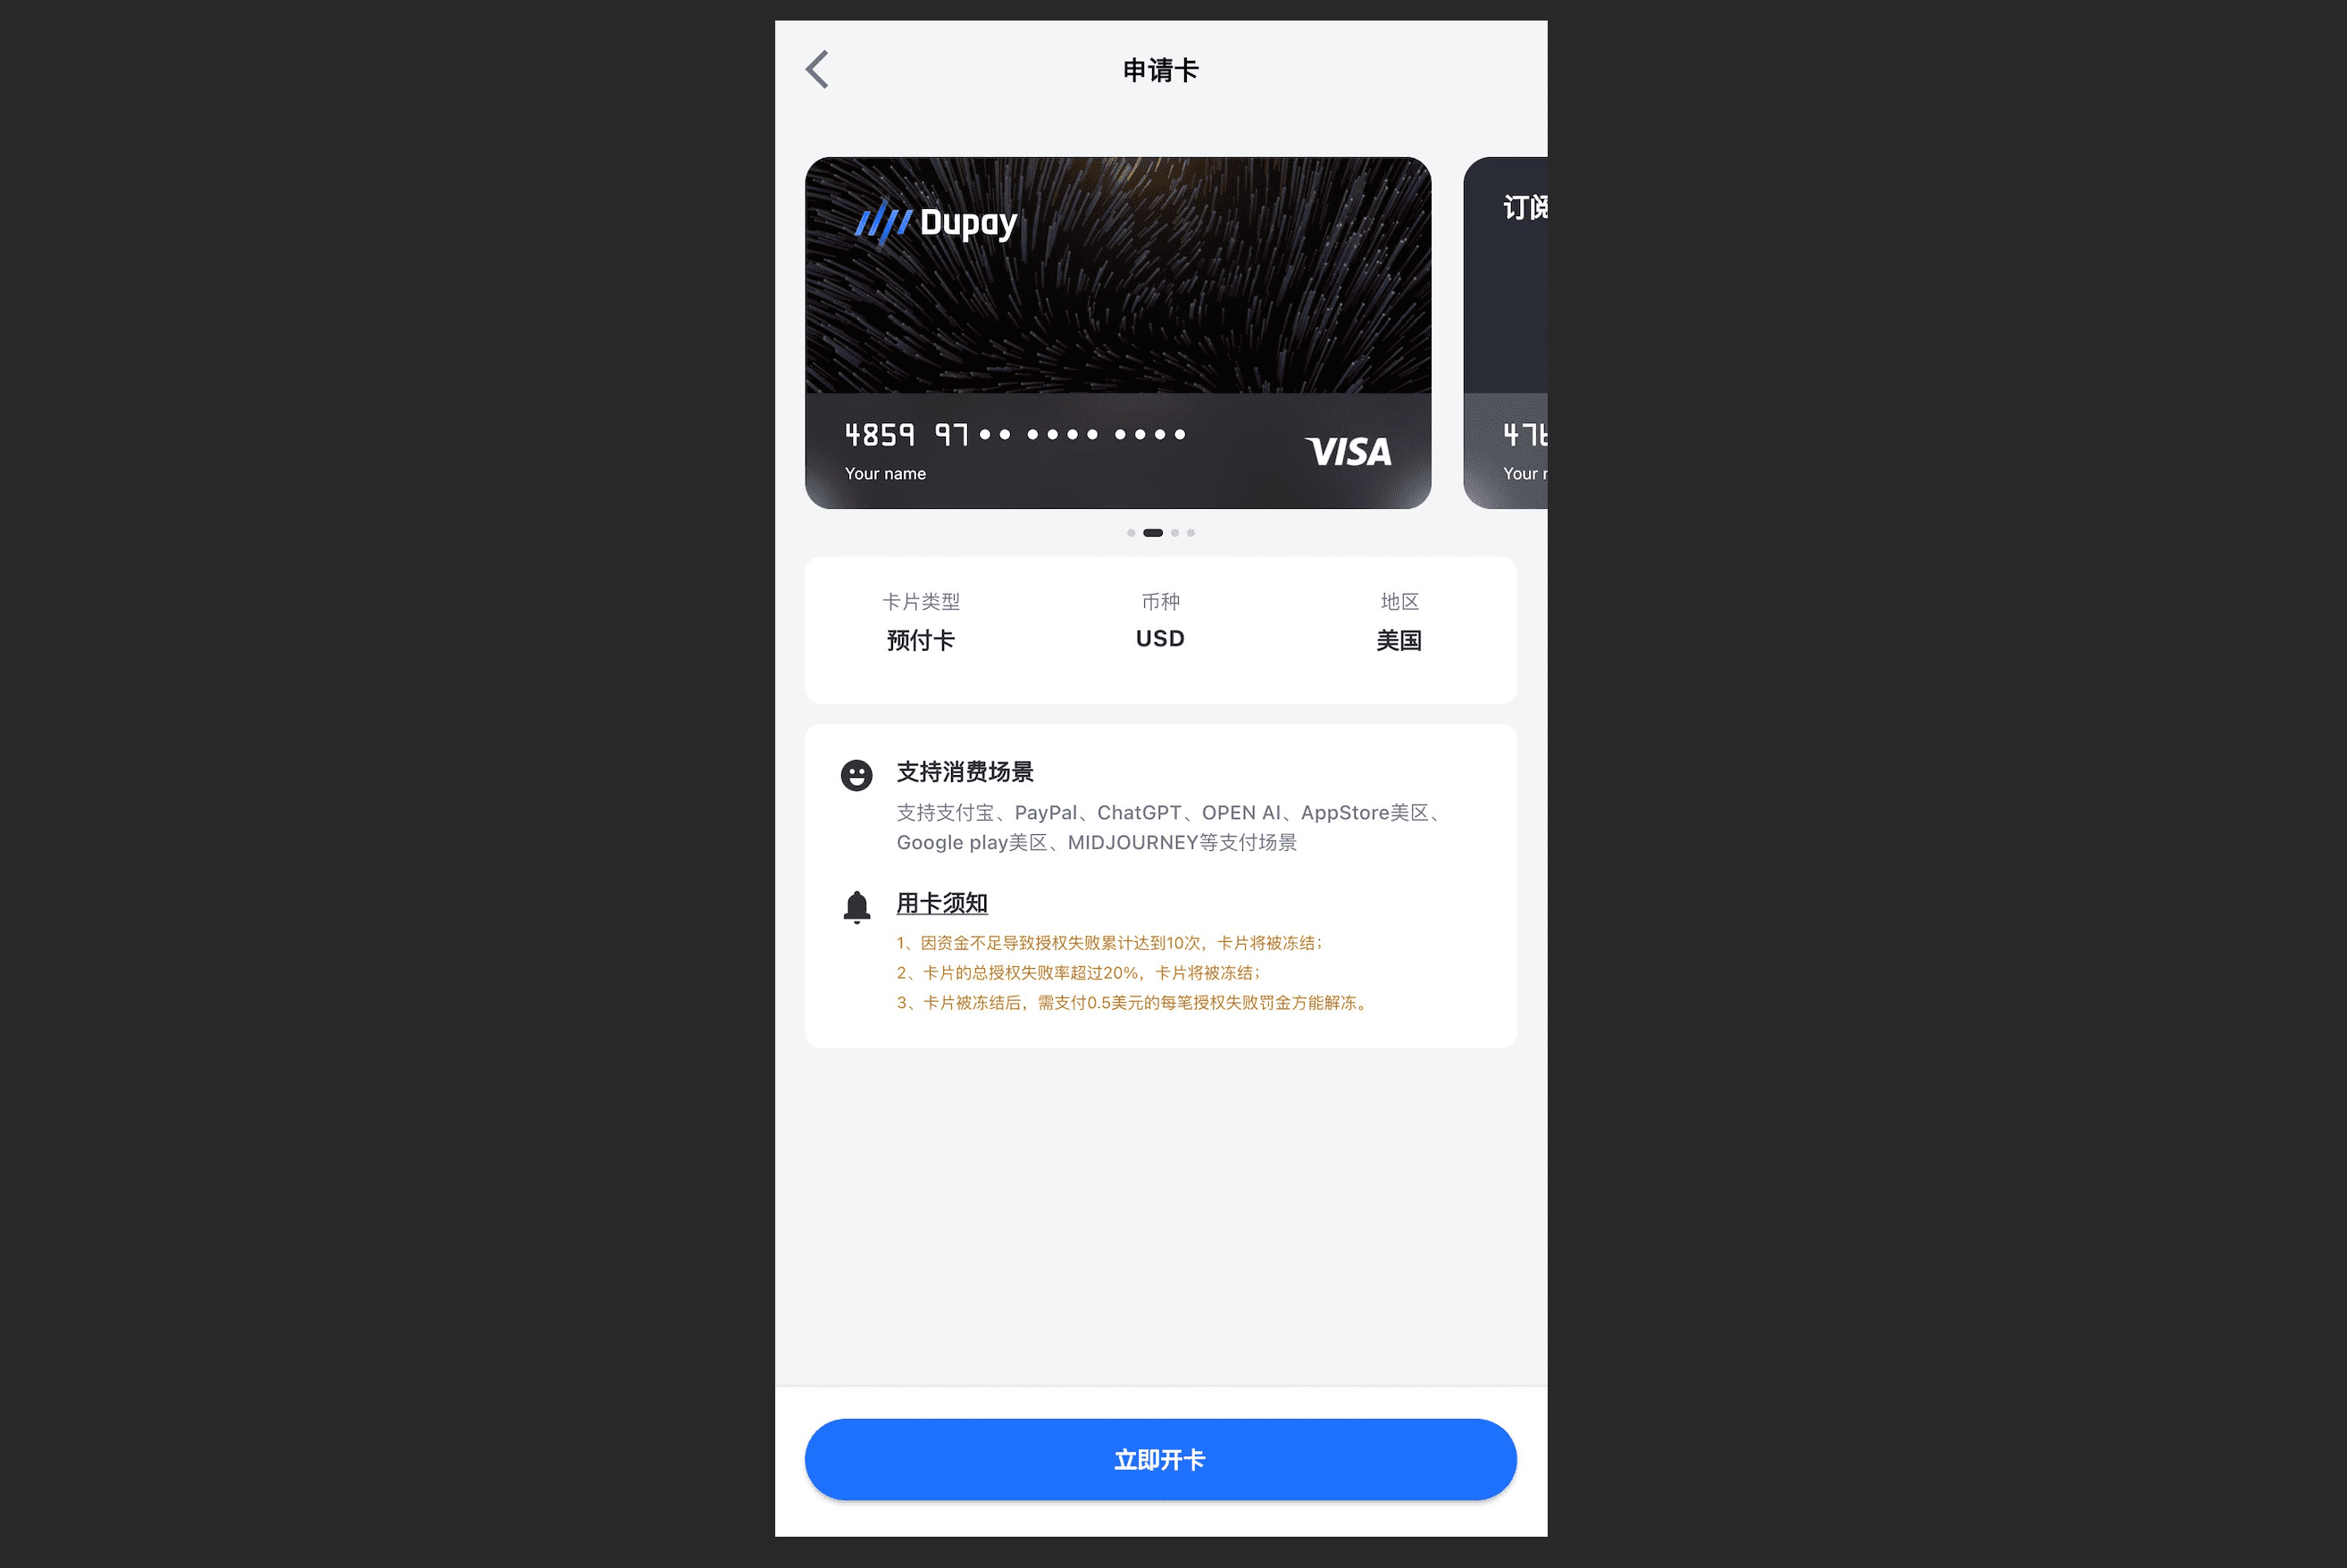 申请卡
Dupay
订阅
4859 97•• •••• ••••
Your name
VISA
Your
卡片类型 币种 地区
预付卡 USD 美国
支持消费场景
支持支付宝、PayPal、ChatGPT、OPEN AI、AppStore美区、
Google play美区、MIDJOURNEY等支付场景
用卡须知
1、因资金不足导致授权失败累计达到10次，卡片将被冻结；
2、卡片的总授权失败率超过20%，卡片将被冻结；
3、卡片被冻结后，需支付0.5美元的每笔授权失败罚金方能解冻。
立即开卡